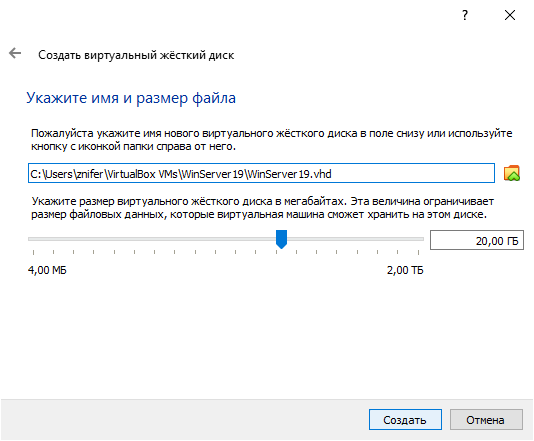 ?
Создать виртуальный жёсткий диск
Укажите имя и размер файла
Пожалуйста укажите имя нового виртуального жёсткого диска в поле снизу или используйте
кнопку с иконкой папки справа от него.
C:\Users\znifer\VirtualBox VMs\WinServer19\WinServer19.vhd
Укажите размер виртуального жёсткого диска в мегабайтах. Эта величина ограничивает
размер файловых данных, которые виртуальная машина сможет хранить на этом диске.
20,00 ГБ
4,00 МБ
2,00 ТБ
Создать
Отмена